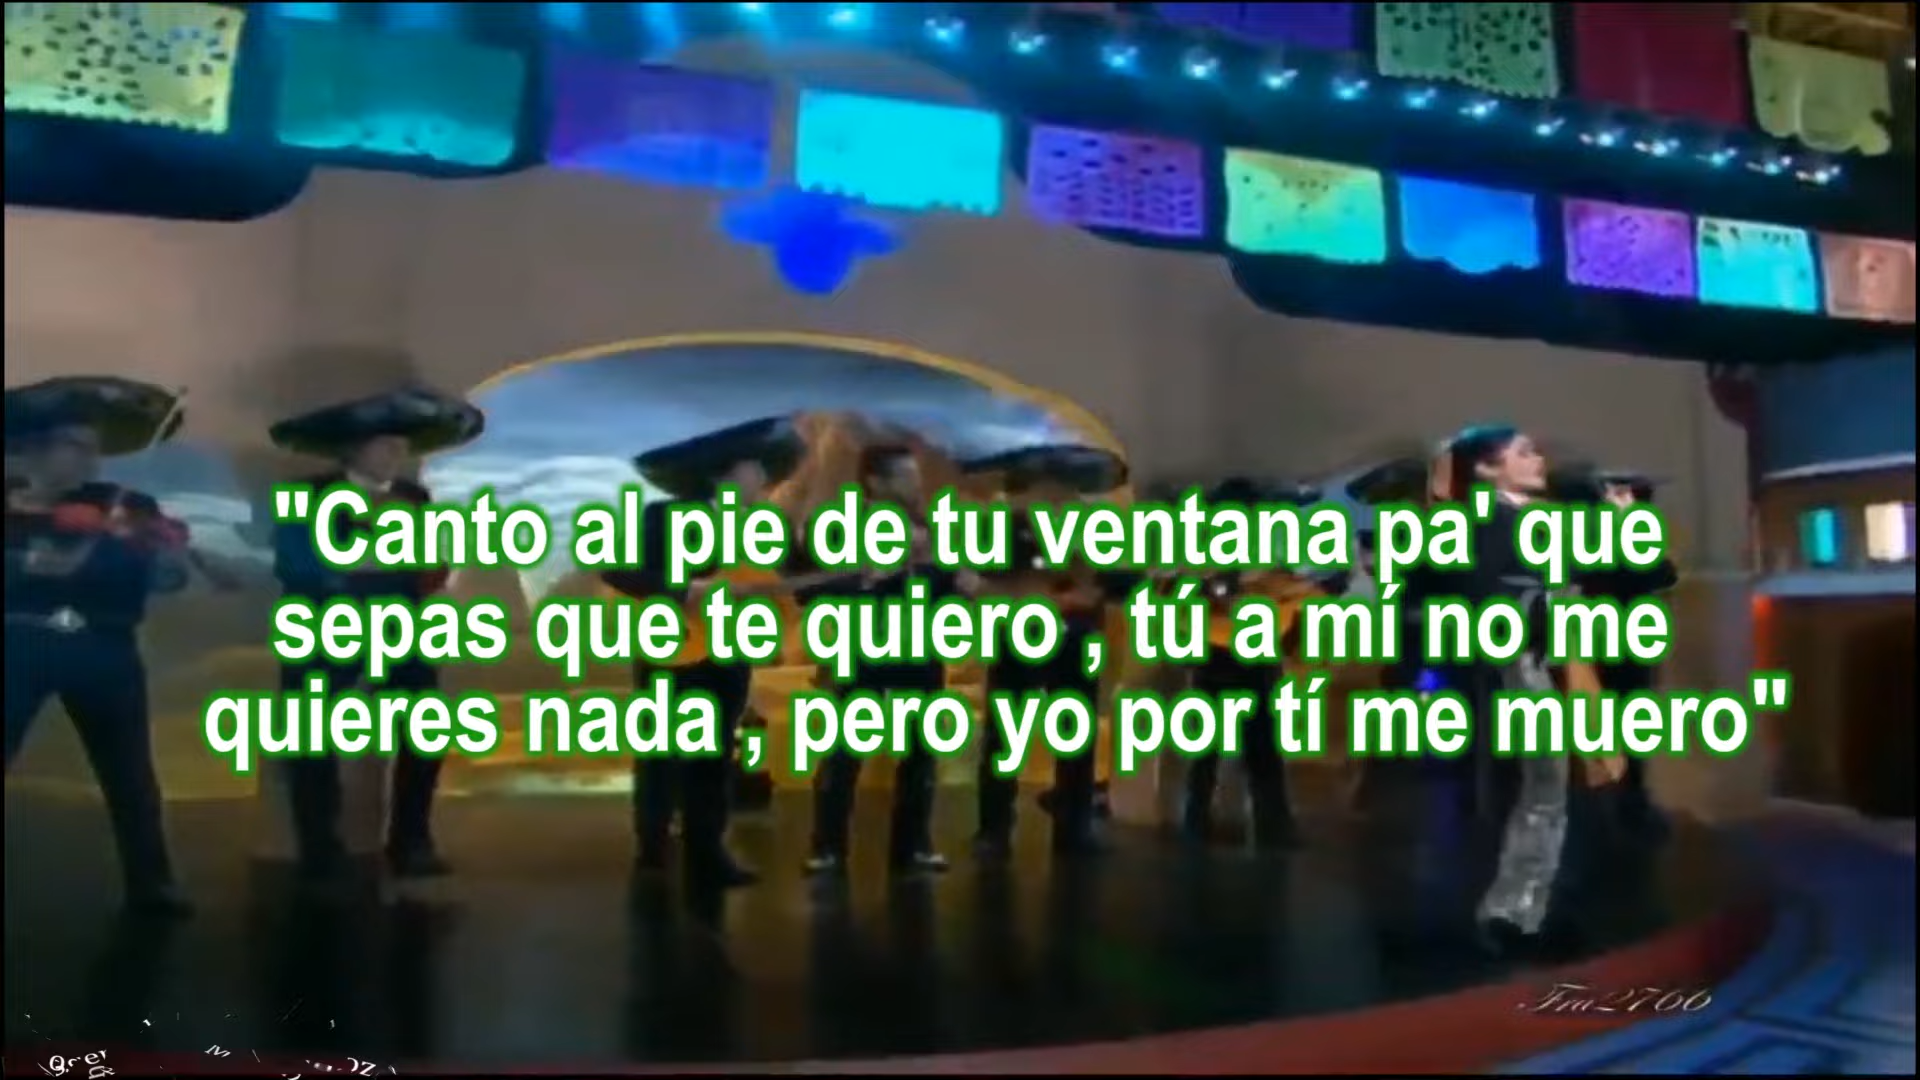 "Canto al pie de tu ventana pa' que
sepas que te quiero , tú a mí no me
quieres nada , pero yo por tí me muero"
Fra2700